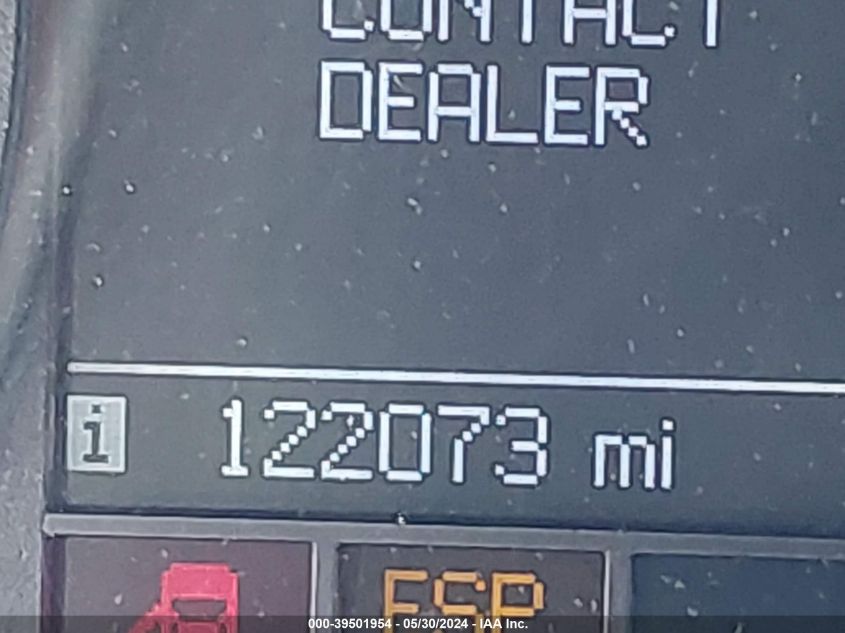 CONTACT
DEALER
i 122073 mi
ESP
000-39501954 - 05/30/2024 - IAA Inc.